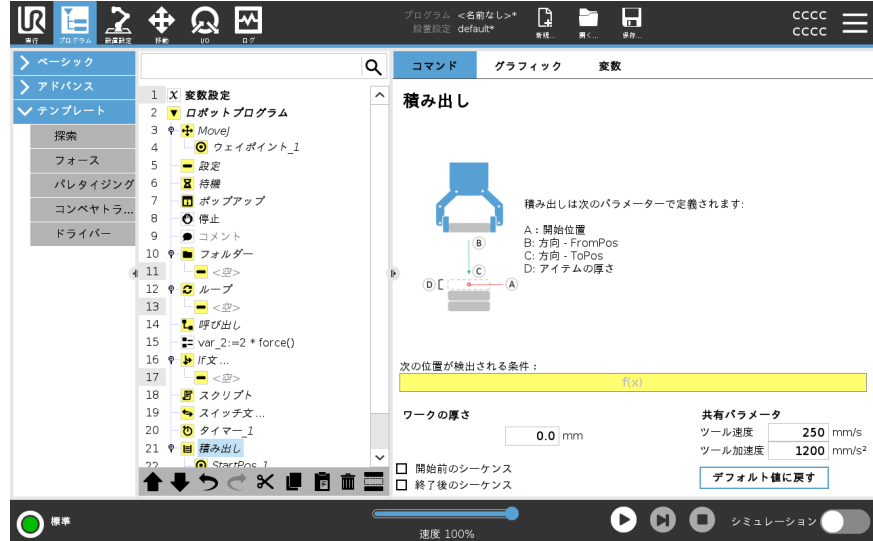 UR
実行
プログラム
設置設定
移動
I/O
ログ
プログラム <名前なし>*
設置設定 default*
新規...
開く...
保存...
cccc
cccc
ベーシック
アドバンス
テンプレート
探索
フォース
パレタイジング
コンベヤトラ...
ドライバー
1 X 変数設定
2 ロボットプログラム
3 MoveJ
4 ウェイポイント_1
5 設定
6 待機
7 ポップアップ
8 停止
9 コメント
10 フォルダー
11 <空>
12 ループ
13 <空>
14 呼び出し
15 var_2:=2 * force()
16 If文...
17 <空>
18 スクリプト
19 スイッチ文...
20 タイマー_1
21 積み出し
22 StartPos_1
コマンド グラフィック 変数
積み出し
積み出しは次のパラメーターで定義されます:
A : 開始位置
B: 方向 - FromPos
C: 方向 - ToPos
D: アイテムの厚さ
B
C
D
A
次の位置が検出される条件 :
f(x)
ワークの厚さ
0.0 mm
開始前のシーケンス
終了後のシーケンス
共有パラメータ
ツール速度 250 mm/s
ツール加速度 1200 mm/s²
デフォルト値に戻す
標準
速度 100%
シミュレーション